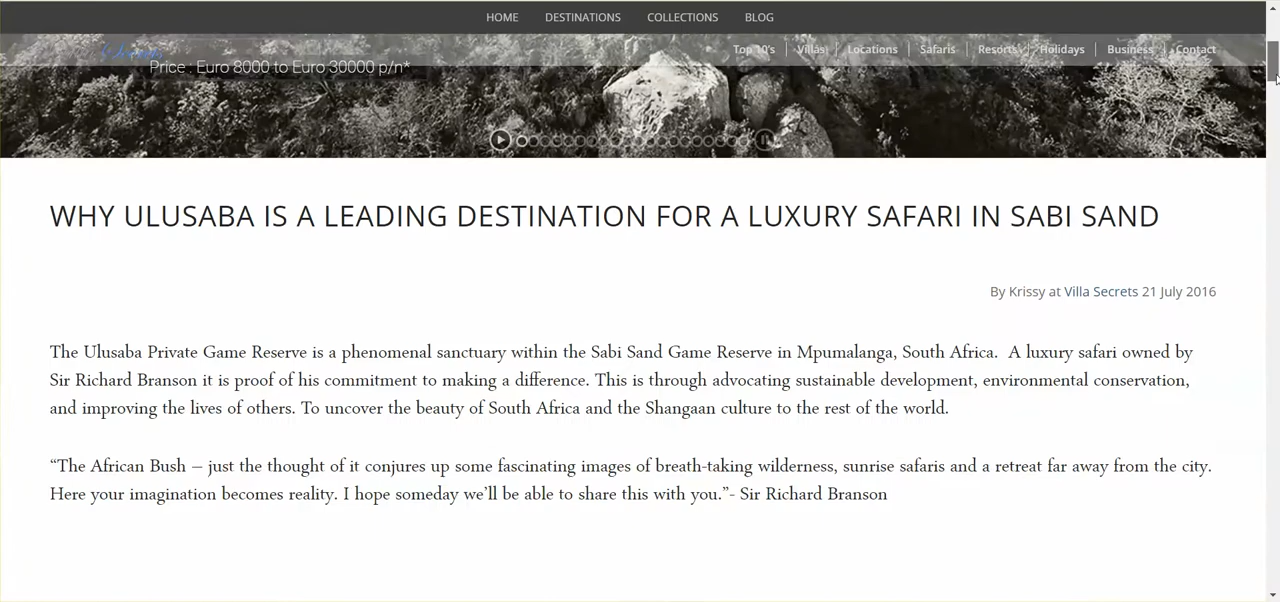 HOME DESTINATIONS COLLECTIONS BLOG
Secrets
Top 10's Villas Locations Safaris Resorts Holidays Business Contact
Price : Euro 8000 to Euro 30000 p/n*
WHY ULUSABA IS A LEADING DESTINATION FOR A LUXURY SAFARI IN SABI SAND
By Krissy at Villa Secrets 21 July 2016
The Ulusaba Private Game Reserve is a phenomenal sanctuary within the Sabi Sand Game Reserve in Mpumalanga, South Africa.  A luxury safari owned by
Sir Richard Branson it is proof of his commitment to making a difference. This is through advocating sustainable development, environmental conservation,
and improving the lives of others. To uncover the beauty of South Africa and the Shangaan culture to the rest of the world.
“The African Bush – just the thought of it conjures up some fascinating images of breath-taking wilderness, sunrise safaris and a retreat far away from the city.
Here your imagination becomes reality. I hope someday we’ll be able to share this with you.”- Sir Richard Branson